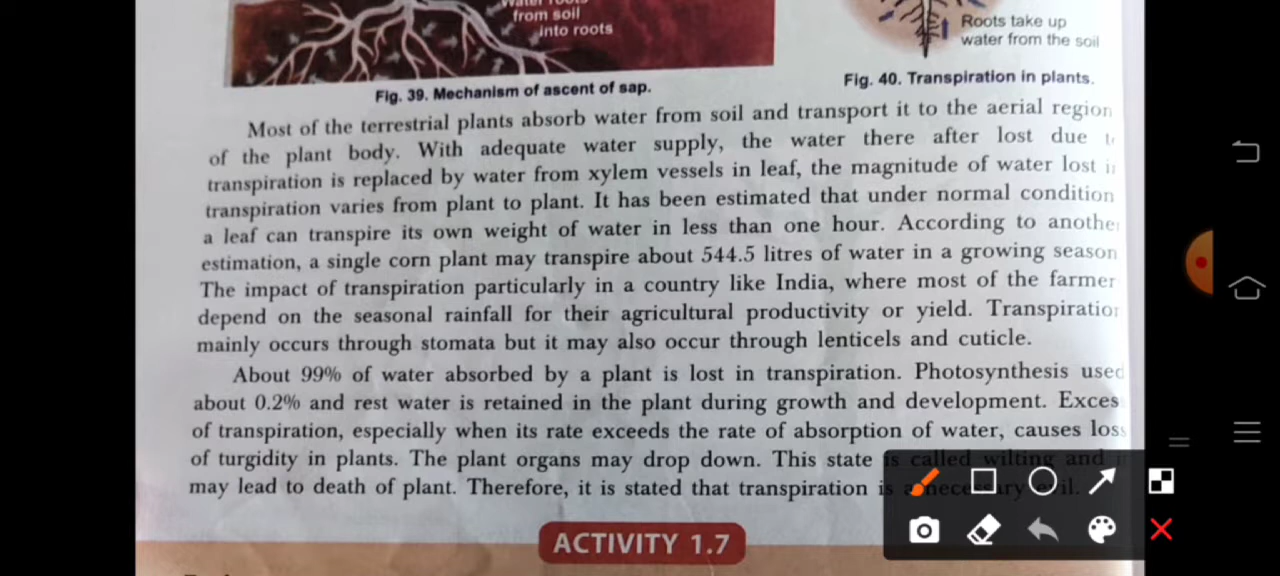 from soil
into roots
Roots take up
water from the soil
Fig. 39. Mechanism of ascent of sap.
Fig. 40. Transpiration in plants.
Most of the terrestrial plants absorb water from soil and transport it to the aerial region
of the plant body. With adequate water supply, the water there after lost due
transpiration is replaced by water from xylem vessels in leaf, the magnitude of water lost
transpiration varies from plant to plant. It has been estimated that under normal condition
a leaf can transpire its own weight of water in less than one hour. According to anothe
estimation, a single corn plant may transpire about 544.5 litres of water in a growing season
The impact of transpiration particularly in a country like India, where most of the farmer
depend on the seasonal rainfall for their agricultural productivity or yield. Transpiration
mainly occurs through stomata but it may also occur through lenticels and cuticle.
About 99% of water absorbed by a plant is lost in transpiration. Photosynthesis used
about 0.2% and rest water is retained in the plant during growth and development. Exces
of transpiration, especially when its rate exceeds the rate of absorption of water, causes loss
of turgidity in plants. The plant organs may drop down. This state is called wilting and
may lead to death of plant. Therefore, it is stated that transpiration is a necessary evil.
ACTIVITY 1.7